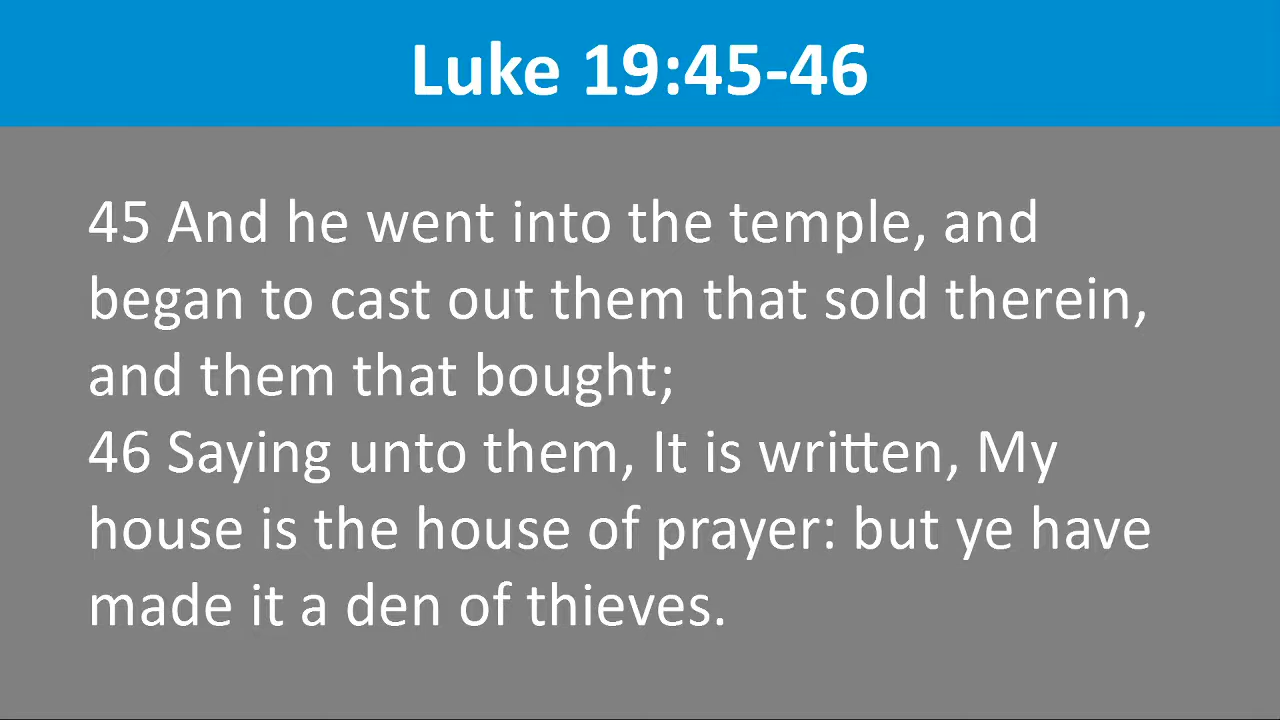 Luke 19:45-46
45 And he went into the temple, and
began to cast out them that sold therein,
and them that bought;
46 Saying unto them, It is written, My
house is the house of prayer: but ye have
made it a den of thieves.